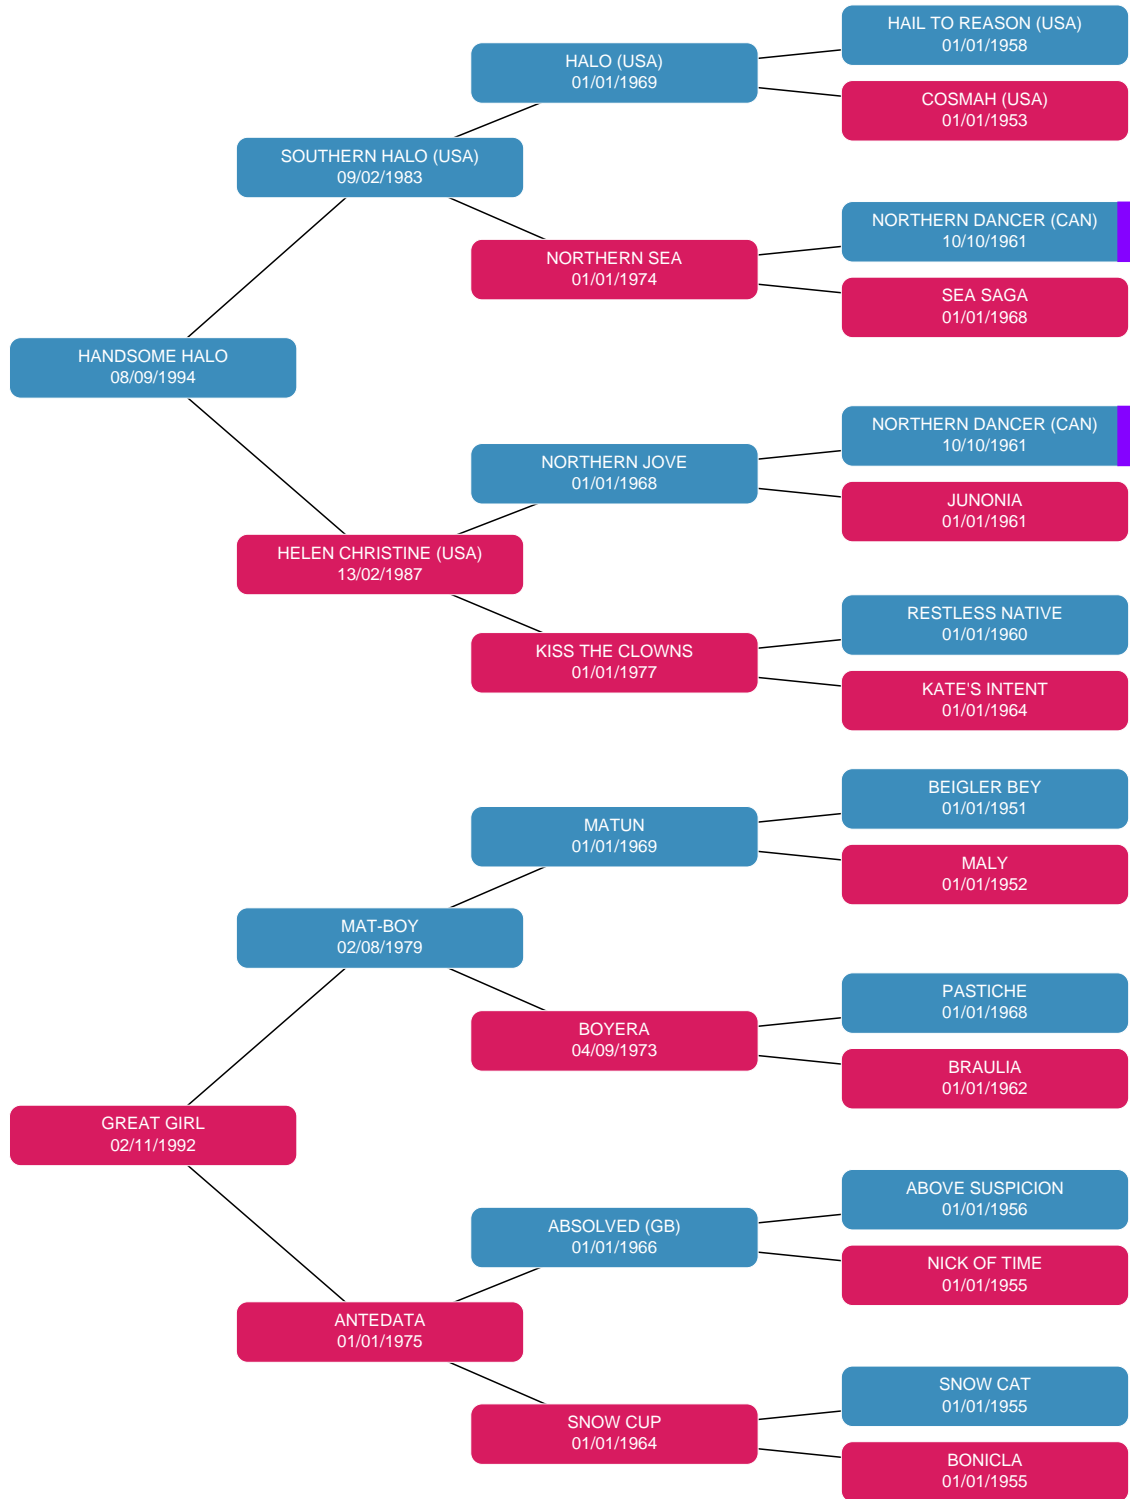 HAIL TO REASON (USA)
01/01/1958
HALO (USA)
01/01/1969
COSMAH (USA)
01/01/1953
SOUTHERN HALO (USA)
09/02/1983
NORTHERN DANCER (CAN)
10/10/1961
NORTHERN SEA
01/01/1974
SEA SAGA
01/01/1968
HANDSOME HALO
08/09/1994
NORTHERN DANCER (CAN)
10/10/1961
NORTHERN JOVE
01/01/1968
JUNONIA
01/01/1961
HELEN CHRISTINE (USA)
13/02/1987
RESTLESS NATIVE
01/01/1960
KISS THE CLOWNS
01/01/1977
KATE'S INTENT
01/01/1964
BEIGLER BEY
01/01/1951
MATUN
01/01/1969
MALY
01/01/1952
MAT-BOY
02/08/1979
PASTICHE
01/01/1968
BOYERA
04/09/1973
BRAULIA
01/01/1962
GREAT GIRL
02/11/1992
ABOVE SUSPICION
01/01/1956
ABSOLVED (GB)
01/01/1966
NICK OF TIME
01/01/1955
ANTEDATA
01/01/1975
SNOW CAT
01/01/1955
SNOW CUP
01/01/1964
BONICLA
01/01/1955